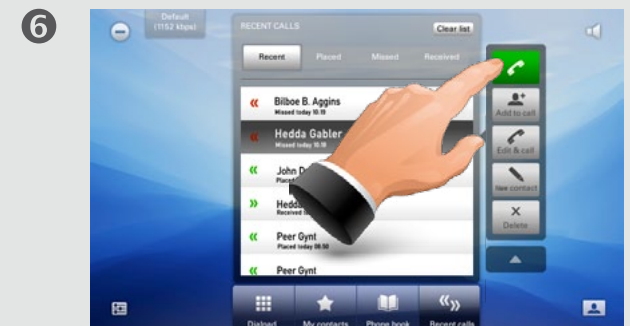 6
Default
(1152 kbps)
RECENT CALLS
Clear list
Recent Placed Missed Received
Bilboe B. Aggins
Missed today 10:19
Add to call
Hedda Gabler
Missed today 10:19
Edit & call
John
Placed
New contact
Hedda
Received
Delete
Peer Gynt
Placed today 08:50
Peer Gynt
Dialpad My contacts Phone book Recent calls